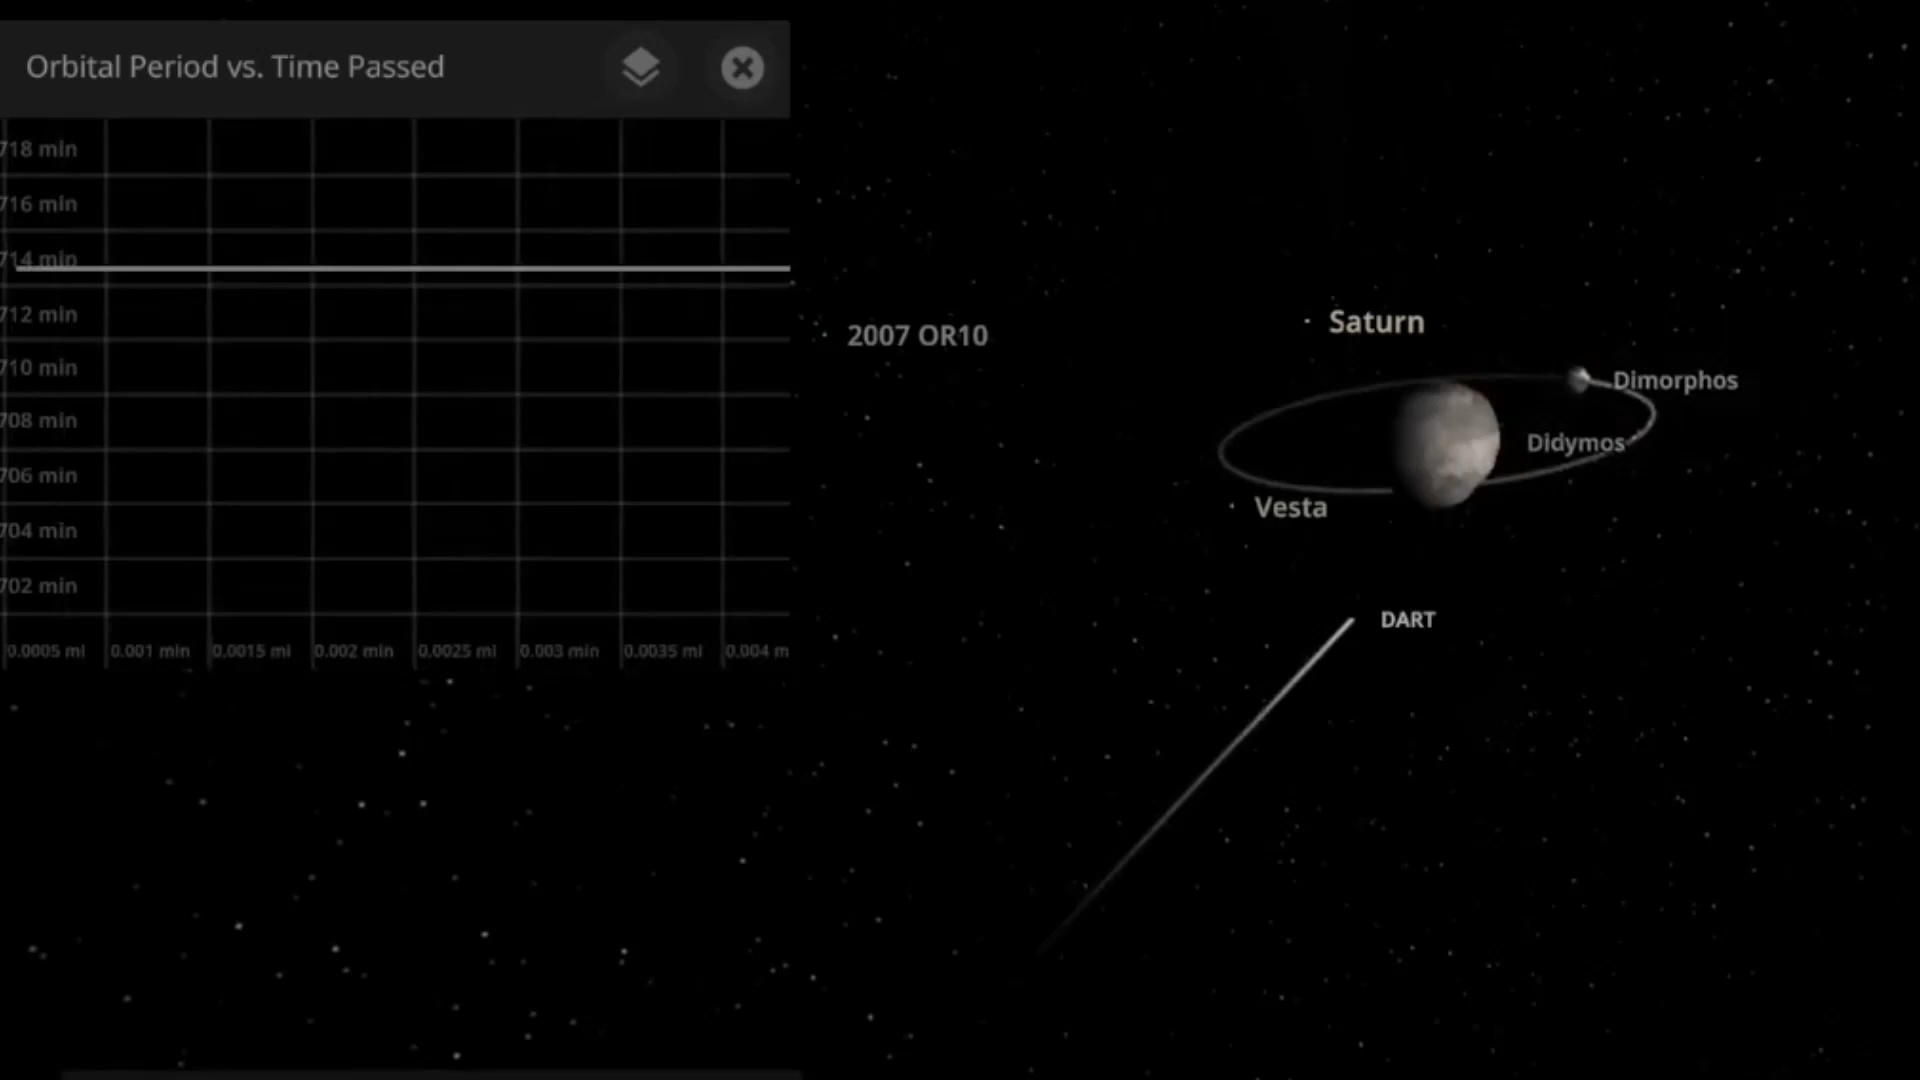 Orbital Period vs. Time Passed
718 min
716 min
714 min
712 min
710 min
708 min
706 min
704 min
702 min
0.0005 mi
0.001 min
0.0015 mi
0.002 min
0.0025 mi
0.003 min
0.0035 mi
0.004 m
2007 OR10
Saturn
Dimorphos
Didymos
Vesta
DART